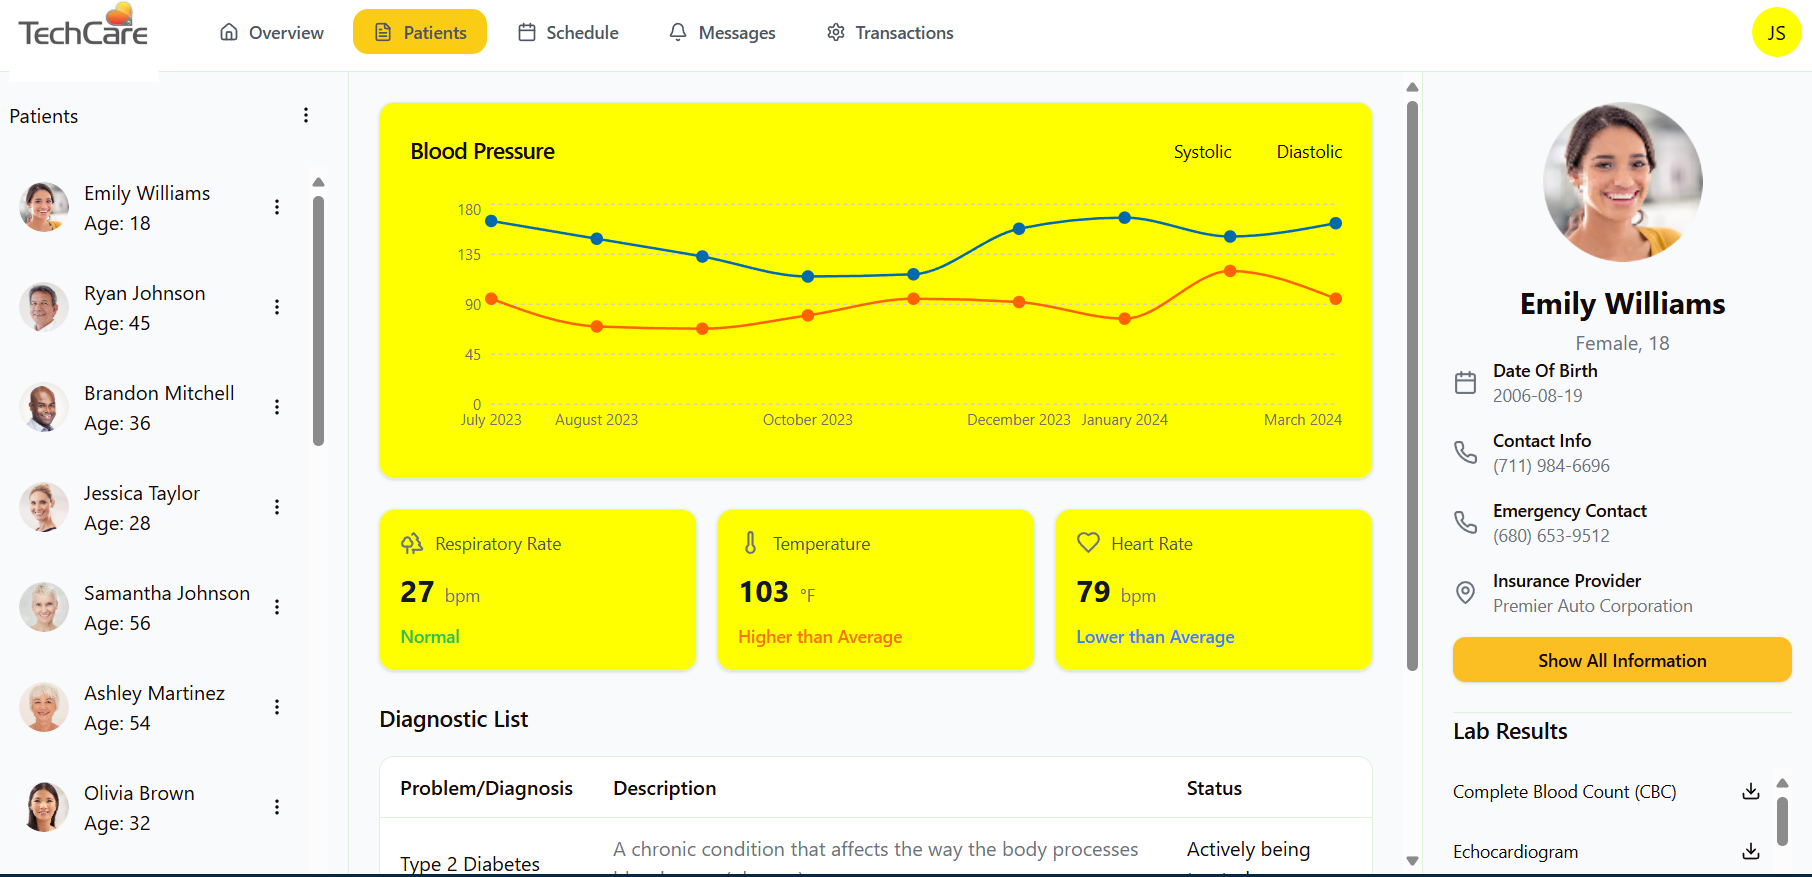 TechCare
Overview
Patients
Schedule
Messages
Transactions
JS
Patients
Emily Williams
Age: 18
Ryan Johnson
Age: 45
Brandon Mitchell
Age: 36
Jessica Taylor
Age: 28
Samantha Johnson
Age: 56
Ashley Martinez
Age: 54
Olivia Brown
Age: 32
Blood Pressure
Systolic
Diastolic
180
135
90
45
0
July 2023
August 2023
October 2023
December 2023
January 2024
March 2024
Respiratory Rate
27 bpm
Normal
Temperature
103 °F
Higher than Average
Heart Rate
79 bpm
Lower than Average
Diagnostic List
Problem/Diagnosis
Description
Status
Type 2 Diabetes
A chronic condition that affects the way the body processes
Actively being
Emily Williams
Female, 18
Date Of Birth
2006-08-19
Contact Info
(711) 984-6696
Emergency Contact
(680) 653-9512
Insurance Provider
Premier Auto Corporation
Show All Information
Lab Results
Complete Blood Count (CBC)
Echocardiogram